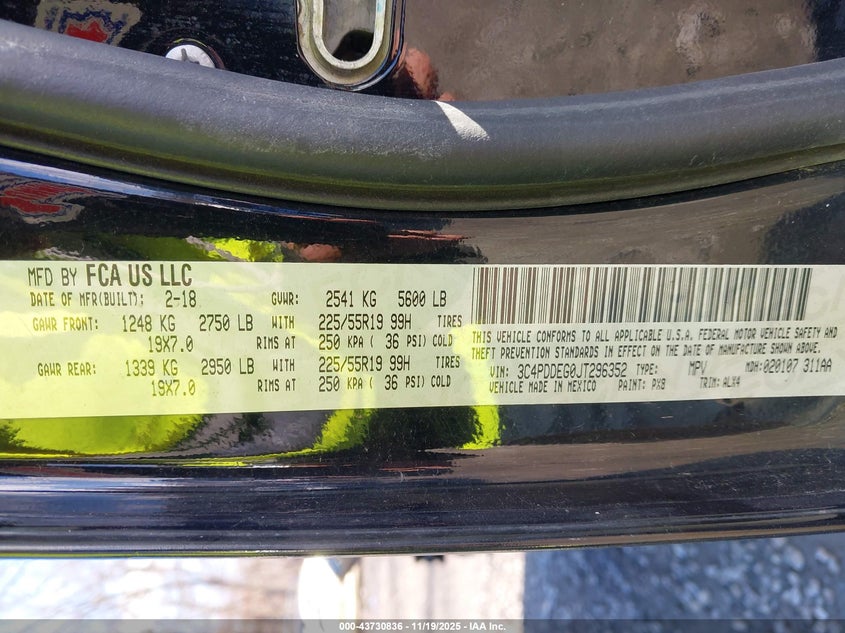 MFD BY FCA US LLC
DATE OF MFR(BUILT): 2-18 GVWR: 2541 KG 5600 LB
GAWR FRONT: 1248 KG 2750 LB WITH 225/55R19 99H TIRES
19X7.0 RIMS AT 250 KPA ( 36 PSI) COLD
GAWR REAR: 1339 KG 2950 LB WITH 225/55R19 99H TIRES
19X7.0 RIMS AT 250 KPA ( 36 PSI) COLD
THIS VEHICLE CONFORMS TO ALL APPLICABLE U.S.A. FEDERAL MOTOR VEHICLE SAFETY AND
THEFT PREVENTION STANDARDS IN EFFECT ON THE DATE OF MANUFACTURE SHOWN ABOVE.
VIN: 3C4PDDEG0JT296352 TYPE: MPV MDH:020107 311AA
VEHICLE MADE IN MEXICO PAINT: PX8 TRIM: ALX4
000-43730836 - 11/19/2025 - IAA Inc.